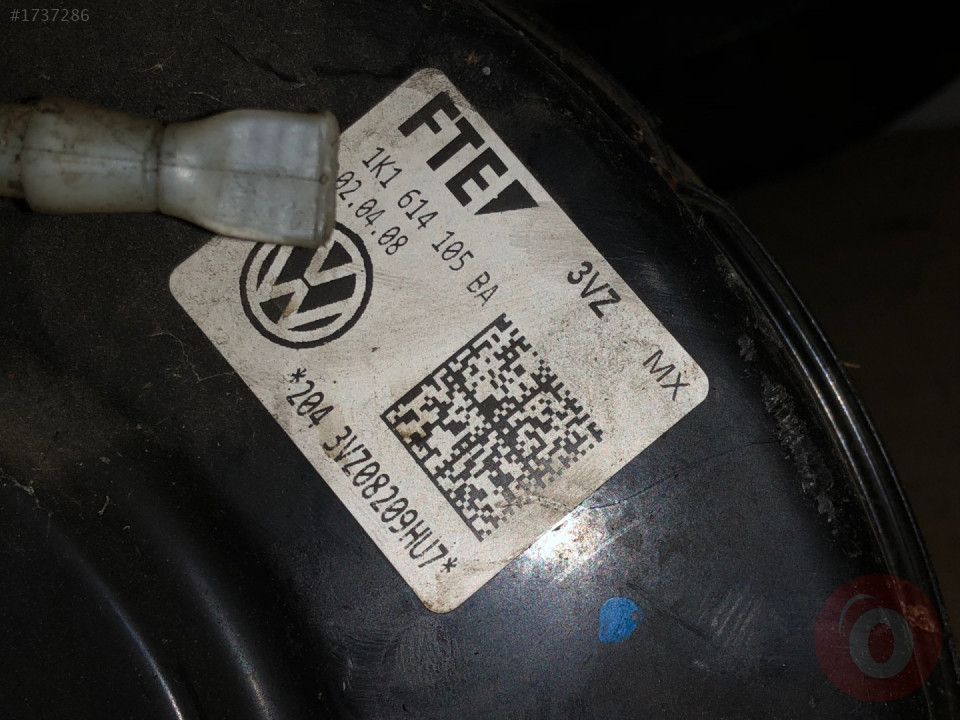 #1737286
FTE
1K1 614 105 BA
02.04.08
3VZ
MX
*204 3VZ08209HU7*